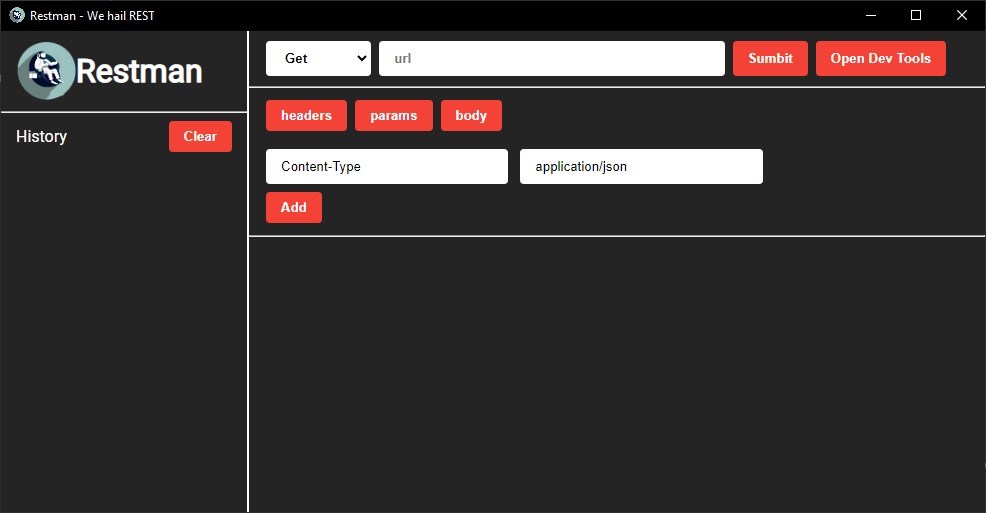 Restman - We hail REST
Restman
History Clear
Get url Sumbit Open Dev Tools
headers params body
Content-Type application/json
Add